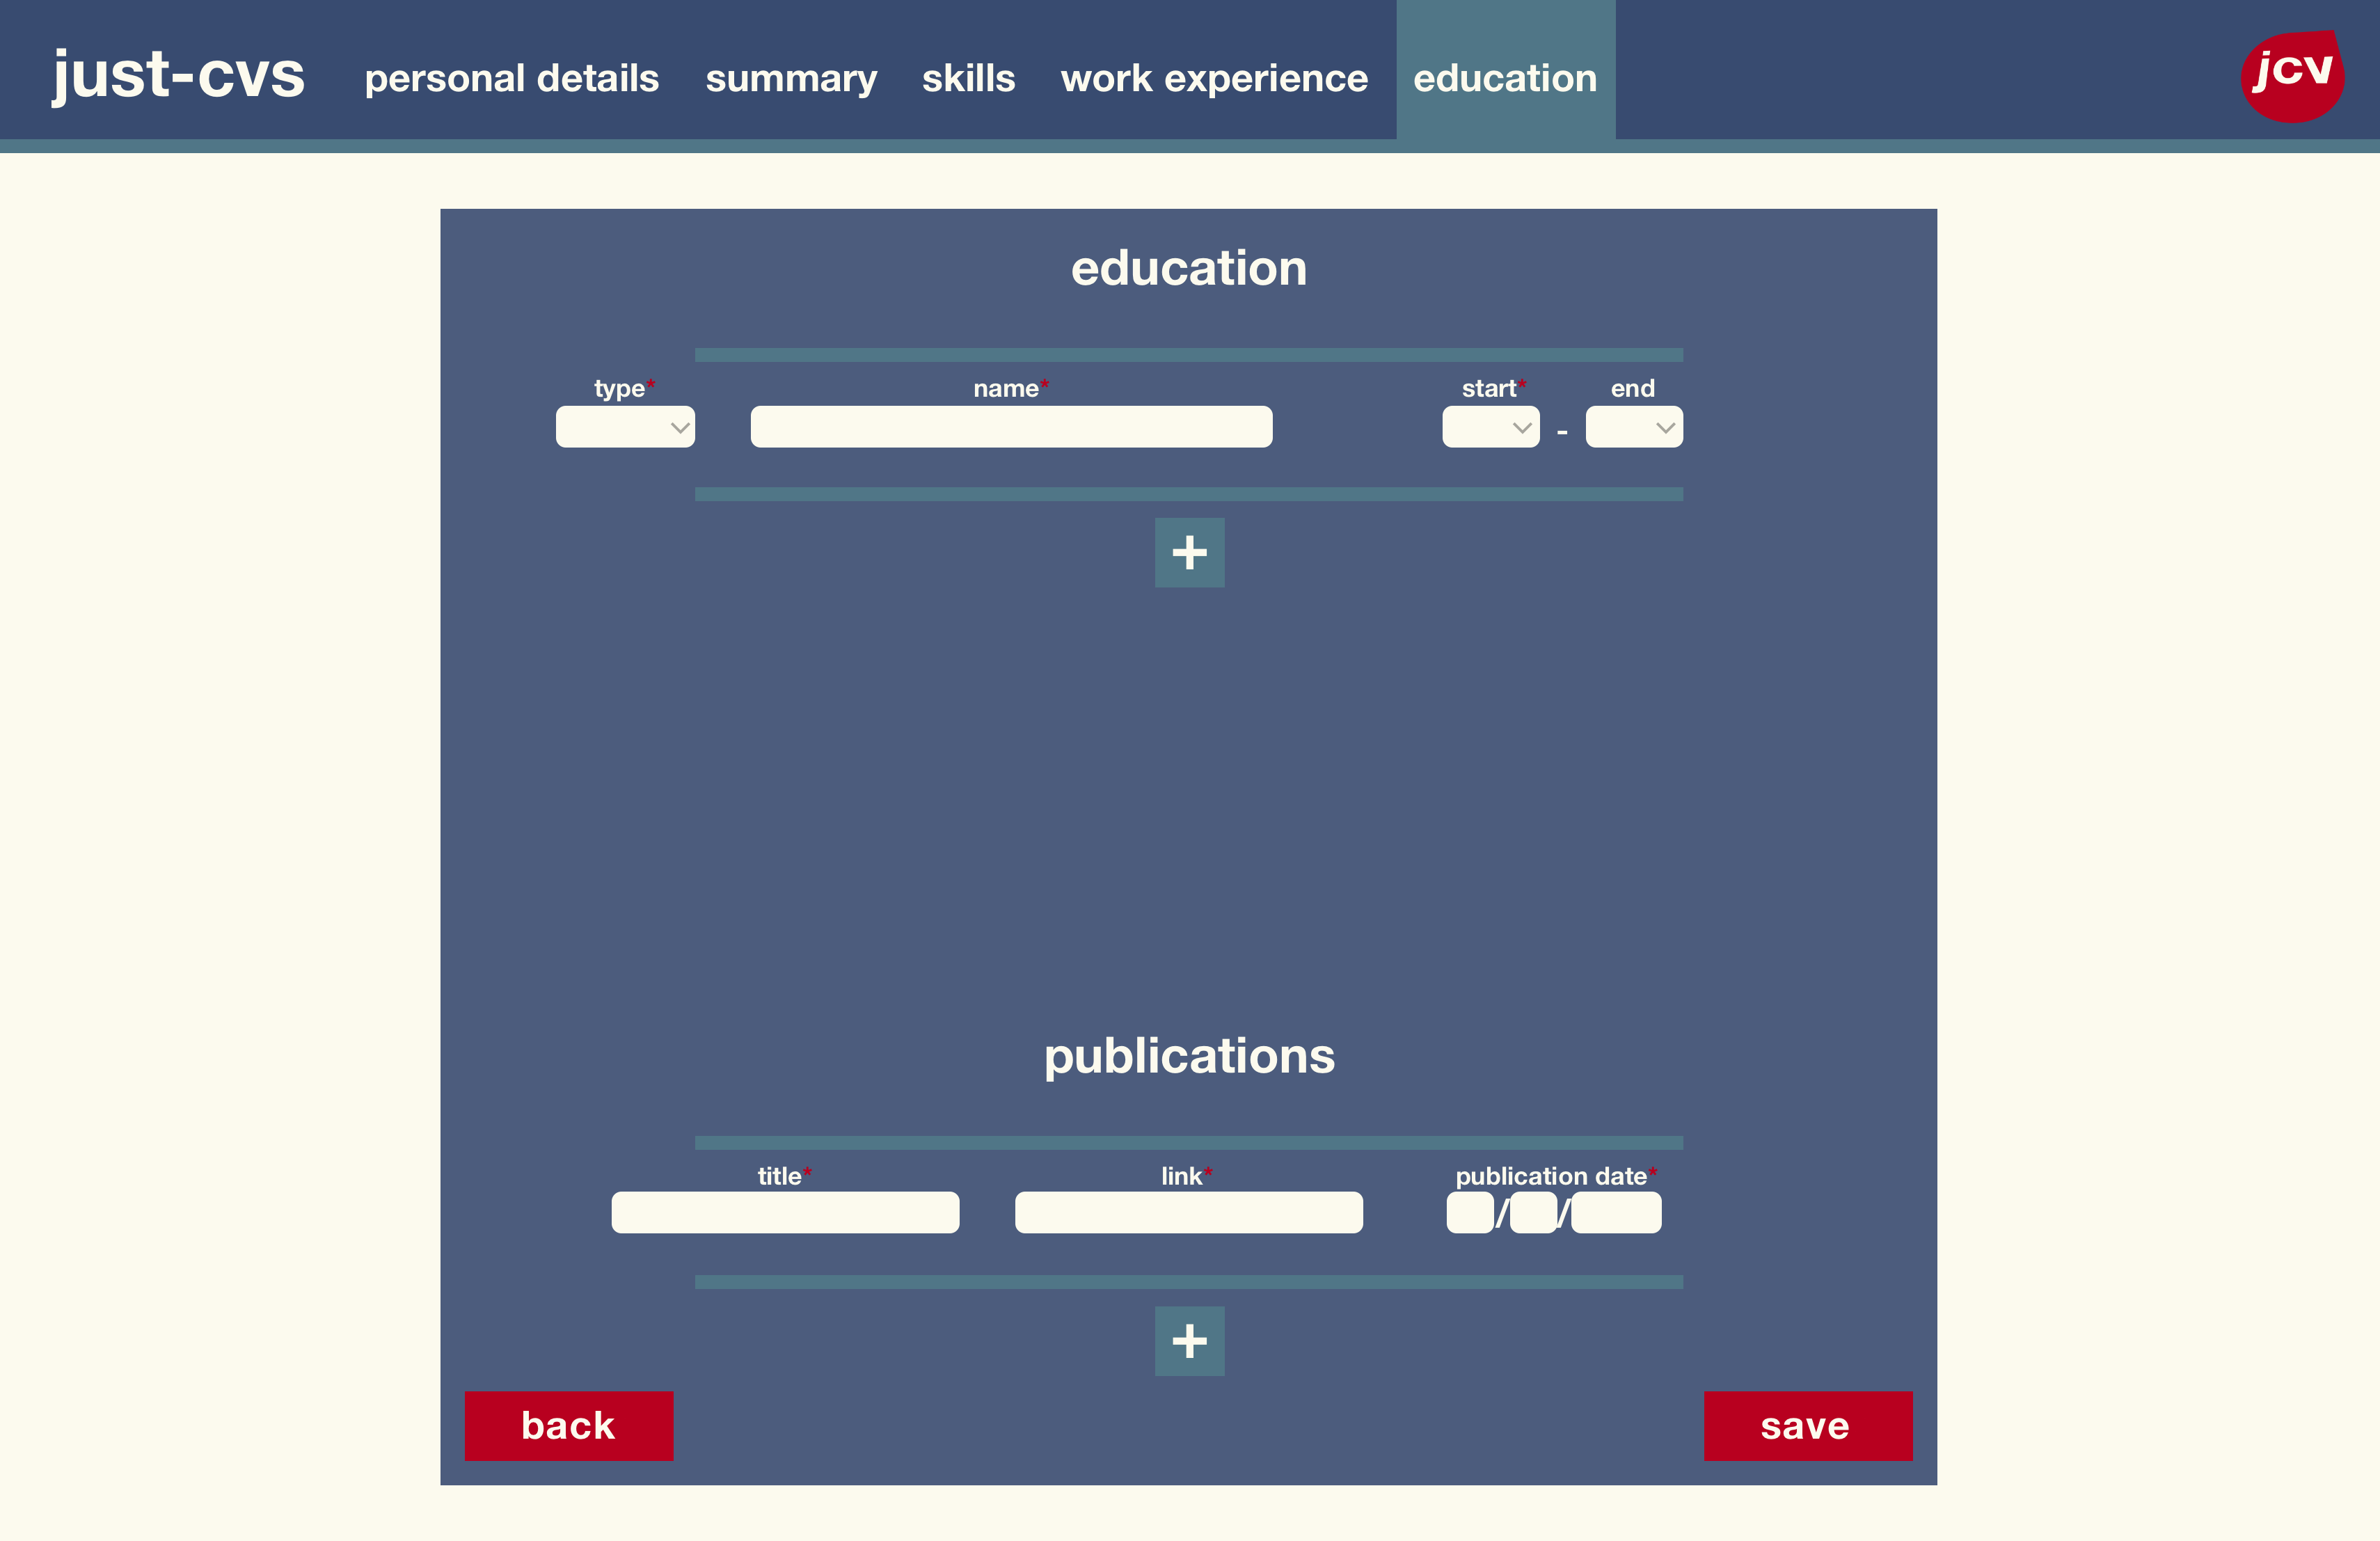 just-cvs personal details summary skills work experience education jcv
education
type* name* start* end
-
+
publications
title* link* publication date*
/ /
+
back save